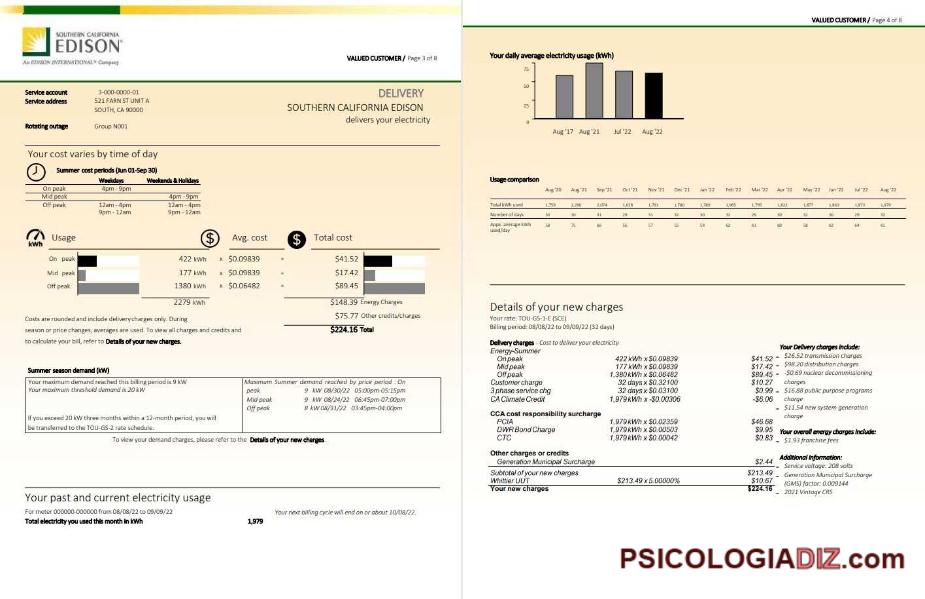 SOUTHERN CALIFORNIA
EDISON
An EDISON INTERNATIONAL® Company
VALUED CUSTOMER / Page 3 of 8
Service account 3-000-0000-01
Service address 521 FARN ST UNIT A
SOUTH, CA 90000
Rotating outage Group N001
DELIVERY
SOUTHERN CALIFORNIA EDISON
delivers your electricity
Your cost varies by time of day
Summer cost periods (Jun 01-Sep 30)
Weekdays Weekends & Holidays
On peak 4pm - 9pm
Mid peak 4pm - 9pm
Off peak 12am - 4pm 12am - 4pm
9pm - 12am 9pm - 12am
kWh Usage $ Avg. cost $ Total cost
On peak 422 kWh x $0.09839 = $41.52
Mid peak 177 kWh x $0.09839 = $17.42
Off peak 1380 kWh x $0.06482 = $89.45
2279 kWh $148.39 Energy Charges
$75.77 Other credits/charges
$224.16 Total
Costs are rounded and include delivery charges only. During
season or price changes, averages are used. To view all charges and credits and
to calculate your bill, refer to Details of your new charges.
Summer season demand (kW)
Your maximum demand reached this billing period is 9 kW
Your maximum threshold demand is 20 kW
If you exceed 20 kW three months within a 12-month period, you will
be transferred to the TOU-GS-2 rate schedule.
Maximum Summer demand reached by price period : On
peak 9 kW 08/30/22 05:00pm-05:15pm
Mid peak 9 kW 08/24/22 06:45pm-07:00pm
Off peak 8 kW 08/31/22 03:45pm-04:00pm
To view your demand charges, please refer to the Details of your new charges.
Your past and current electricity usage
For meter 000000-000000 from 08/08/22 to 09/09/22
Total electricity you used this month in kWh 1,979
Your next billing cycle will end on or about 10/08/22.
VALUED CUSTOMER / Page 4 of 8
Your daily average electricity usage (kWh)
75
50
25
0
Aug '17 Aug '21 Jul '22 Aug '22
Usage comparison
Aug '20 Aug '21 Sep '21 Oct '21 Nov '21 Dec '21 Jan '22 Feb '22 Mar '22 Apr '22 May '22 Jun '22 Jul '22 Aug '22
Total kWh used
Number of days
Appx. average kWh
used/day
Details of your new charges
Your rate: TOU-GS-1-E (SCE)
Billing period: 08/08/22 to 09/09/22 (32 days)
Delivery charges - Cost to deliver your electricity
Energy-Summer
On peak 422 kWh x $0.09839 $41.52
Mid peak 177 kWh x $0.09839 $17.42
Off peak 1,380 kWh x $0.06482 $89.45
Customer charge 32 days x $0.32100 $10.27
3 phase service chg 32 days x $0.03100 $0.99
CA Climate Credit 1,979 kWh x -$0.00306 -$6.06
CCA cost responsibility surcharge
PCIA 1,979 kWh x $0.02359 $46.68
DWR Bond Charge 1,979 kWh x $0.00503 $9.95
CTC 1,979 kWh x $0.00042 $0.83
Other charges or credits
Generation Municipal Surcharge $2.44
Subtotal of your new charges $213.49
Whittier UUT $213.49 x 5.00000% $10.67
Your new charges $224.16
Your Delivery charges include:
- $26.52 transmission charges
- $98.20 distribution charges
- -$0.69 nuclear decommissioning
charges
- $16.88 public purpose programs
charge
- $11.54 new system generation
charge
Your overall energy charges include:
- $1.93 franchise fees
Additional information:
- Service voltage: 208 volts
- Generation Municipal Surcharge
(GMS) factor: 0.009144
- 2021 Vintage CRS
PSICOLOGIADIZ.com